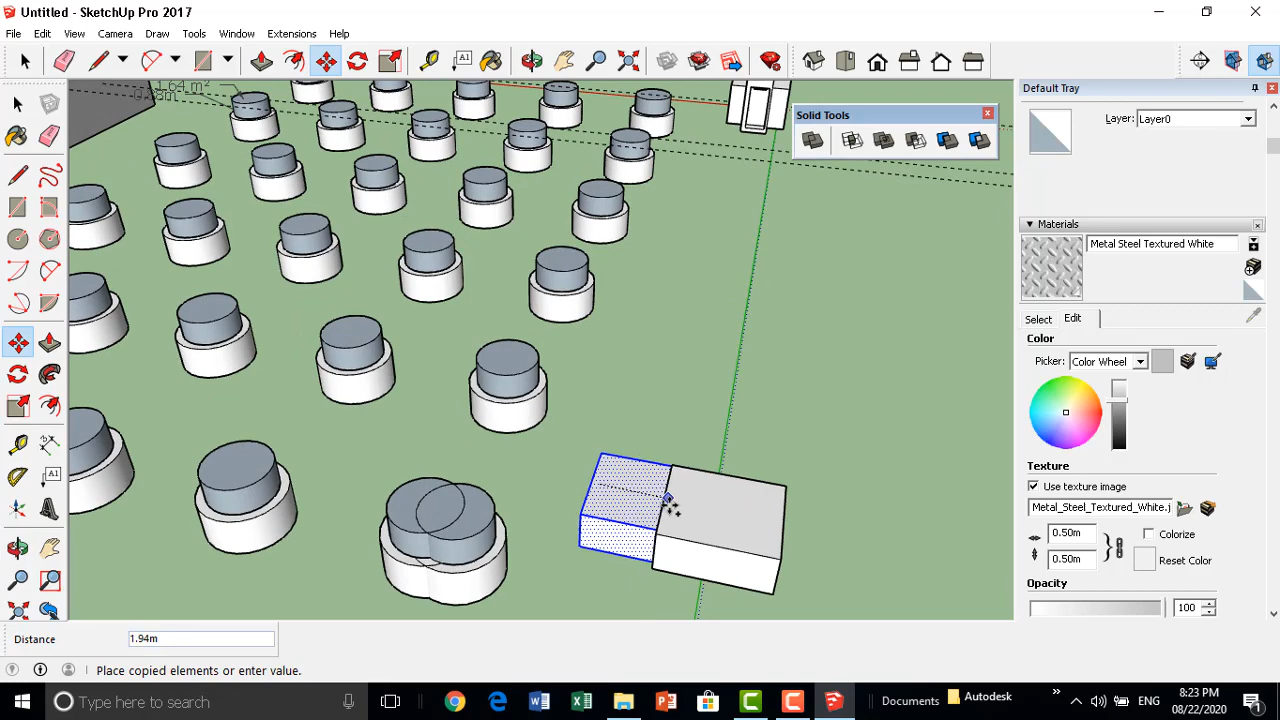 Untitled - SketchUp Pro 2017
File Edit View Camera Draw Tools Window Extensions Help
1.64 m²
Solid Tools
Default Tray
Layer: Layer0
Materials
Metal Steel Textured White
Select Edit
Color
Picker: Color Wheel
Texture
Use texture image
Metal_Steel_Textured_White.j
0.50m Colorize
0.50m Reset Color
Opacity
100
Distance 1.94m
Place copied elements or enter value.
Type here to search
Documents Autodesk
ENG
8:23 PM
08/22/2020